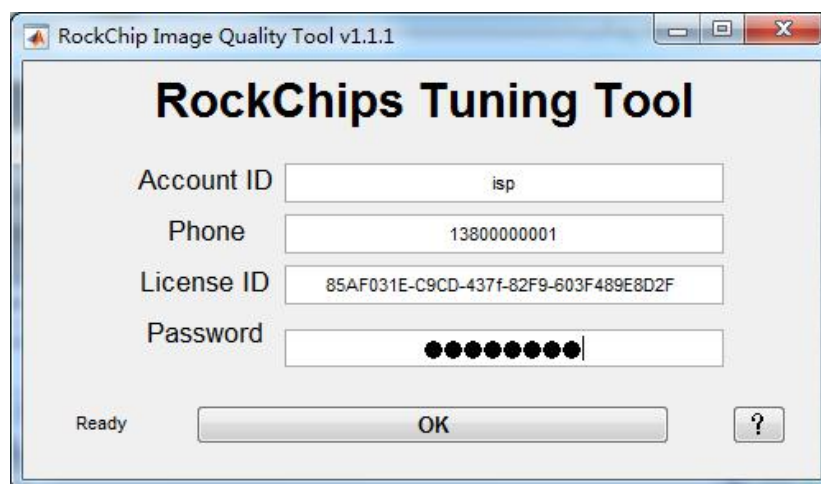 RockChip Image Quality Tool v1.1.1
RockChips Tuning Tool
Account ID isp
Phone 13800000001
License ID 85AF031E-C9CD-437f-82F9-603F489E8D2F
Password ●●●●●●●●
Ready OK ?